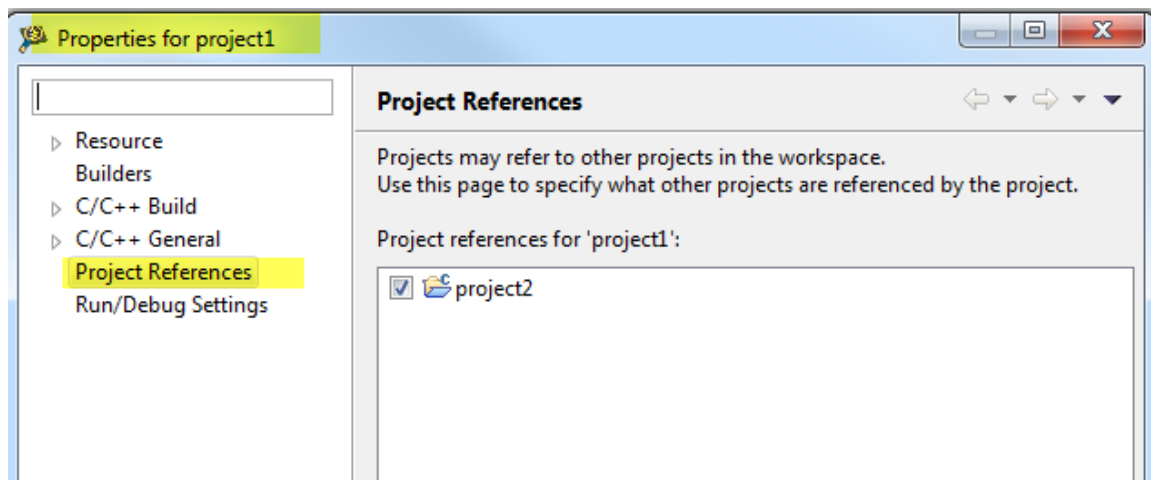 Properties for project1
Resource
Builders
C/C++ Build
C/C++ General
Project References
Run/Debug Settings
Project References
Projects may refer to other projects in the workspace.
Use this page to specify what other projects are referenced by the project.
Project references for 'project1':
project2